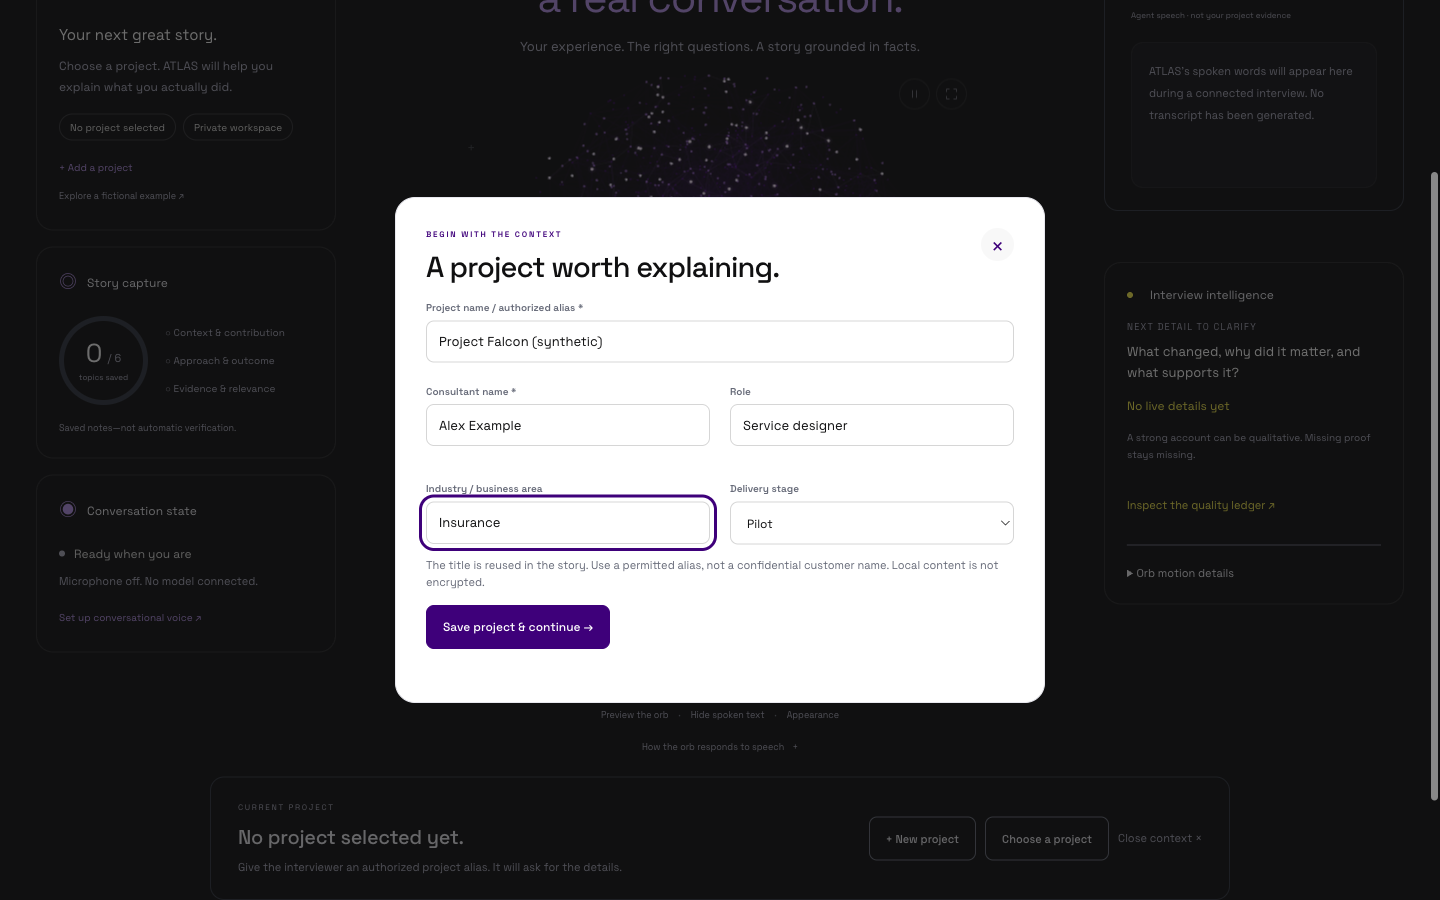 a real conversation.
Your experience. The right questions. A story grounded in facts.
Your next great story.
Choose a project. ATLAS will help you
explain what you actually did.
No project selected
Private workspace
+ Add a project
Explore a fictional example ↗
Story capture
0 / 6
topics saved
Context & contribution
Approach & outcome
Evidence & relevance
Saved notes—not automatic verification.
Conversation state
Ready when you are
Microphone off. No model connected.
Set up conversational voice ↗
BEGIN WITH THE CONTEXT
A project worth explaining.
×
Project name / authorized alias *
Project Falcon (synthetic)
Consultant name *
Role
Alex Example
Service designer
Industry / business area
Delivery stage
Insurance
Pilot
The title is reused in the story. Use a permitted alias, not a confidential customer name. Local content is not
encrypted.
Save project & continue →
Agent speech · not your project evidence
ATLAS's spoken words will appear here
during a connected interview. No
transcript has been generated.
Interview intelligence
NEXT DETAIL TO CLARIFY
What changed, why did it matter, and
what supports it?
No live details yet
A strong account can be qualitative. Missing proof
stays missing.
Inspect the quality ledger ↗
▶ Orb motion details
Preview the orb · Hide spoken text · Appearance
How the orb responds to speech +
CURRENT PROJECT
No project selected yet.
Give the interviewer an authorized project alias. It will ask for the details.
+ New project
Choose a project
Close context ×